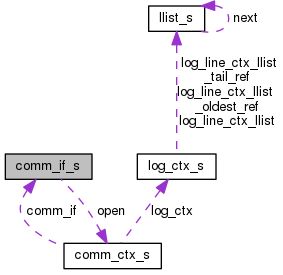 llist_s
next
log_line_ctx_llist
_tail_ref
log_line_ctx_llist
_oldest_ref
log_line_ctx_llist
comm_if_s
log_ctx_s
comm_if
open
log_ctx
comm_ctx_s